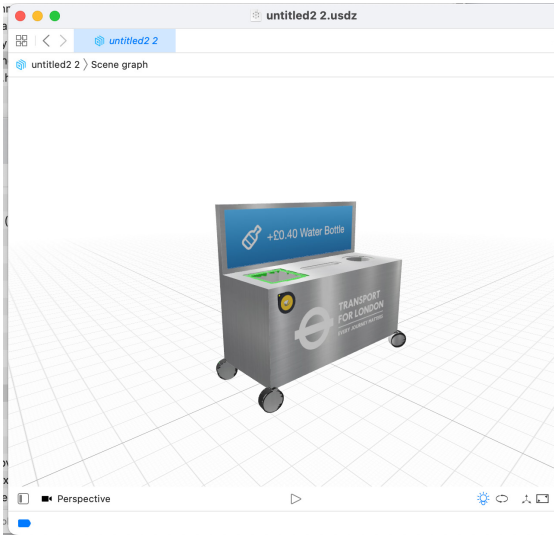 untitled2 2.usdz
untitled2 2
untitled2 2 〉 Scene graph
+£0.40 Water Bottle
TRANSPORT
FOR LONDON
EVERY JOURNEY MATTERS
Perspective